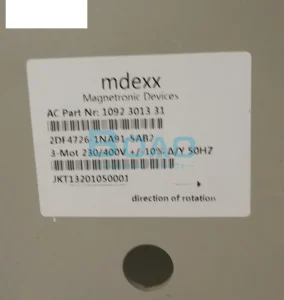 mdexx
Magnetronic Devices
AC Part Nr: 1092 3013 31
2DF4726-1NA91-5AB2
3-Mot 230/400V +/-10% Δ/Y 50HZ
JKT13201050001
direction of rotation